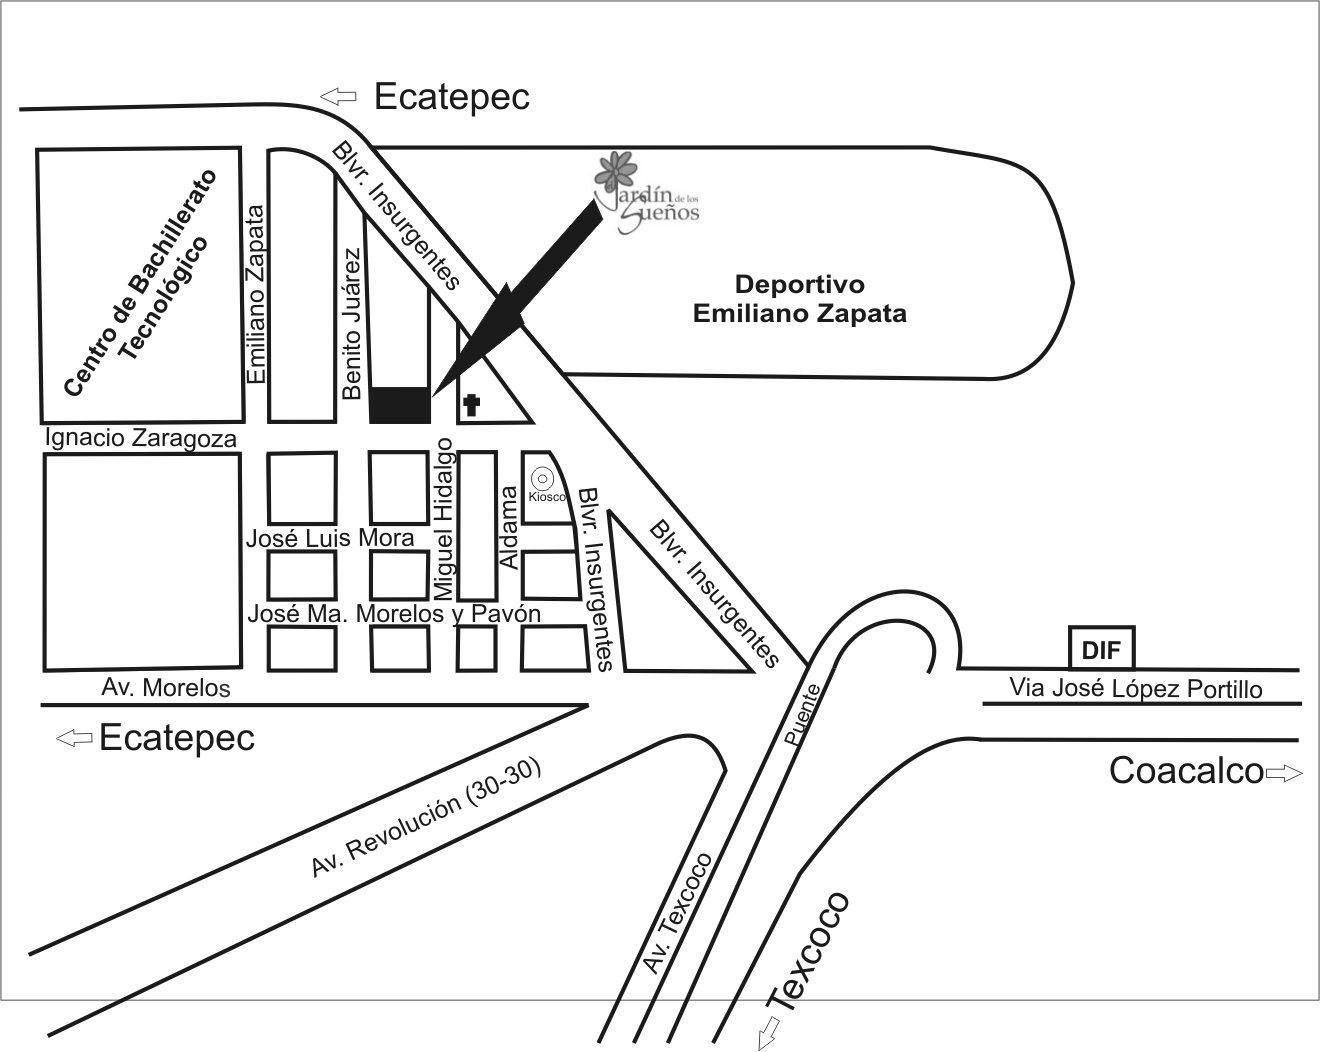 Ecatepec
Blvr. Insurgentes
Jardín de los
Sueños
Centro de Bachillerato
Tecnológico
Emiliano Zapata
Benito Juárez
Deportivo
Emiliano Zapata
Ignacio Zaragoza
Miguel Hidalgo
Aldama
Kiosco
Blvr. Insurgentes
Blvr. Insurgentes
José Luis Mora
José Ma. Morelos y Pavón
DIF
Av. Morelos
Via José López Portillo
Puente
Ecatepec
Coacalco
Av. Revolución (30-30)
Av. Texcoco
Texcoco